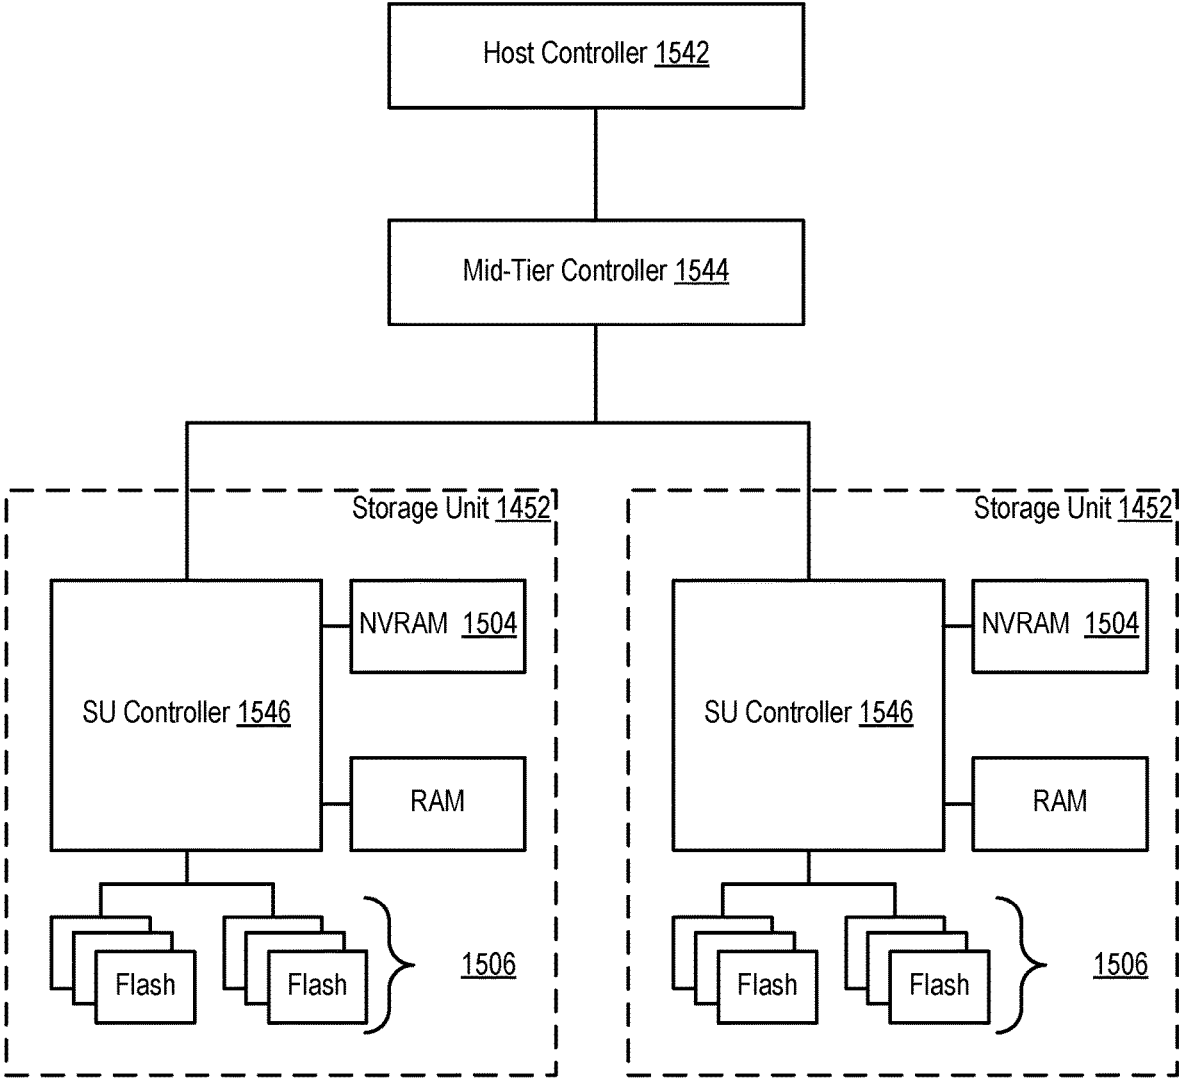 Host Controller 1542
Mid-Tier Controller 1544
Storage Unit 1452
NVRAM 1504
SU Controller 1546
RAM
Flash
Flash
1506
Storage Unit 1452
NVRAM 1504
SU Controller 1546
RAM
Flash
Flash
1506